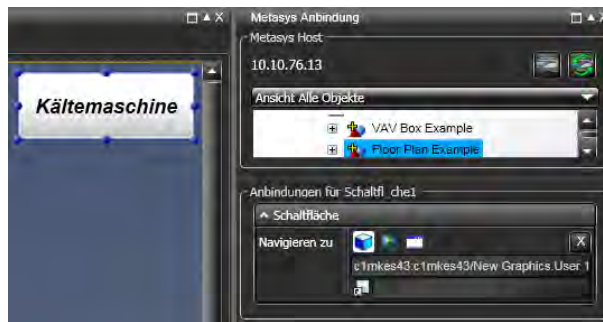 Kältemaschine
Metasys Anbindung
Metasys Host
10.10.76.13
Ansicht Alle Objekte
VAV Box Example
Floor Plan Example
Anbindungen für Schaltfl_che1
Schaltfläche
Navigieren zu
X
c1mkes43:c1mkes43/New Graphics.User 1